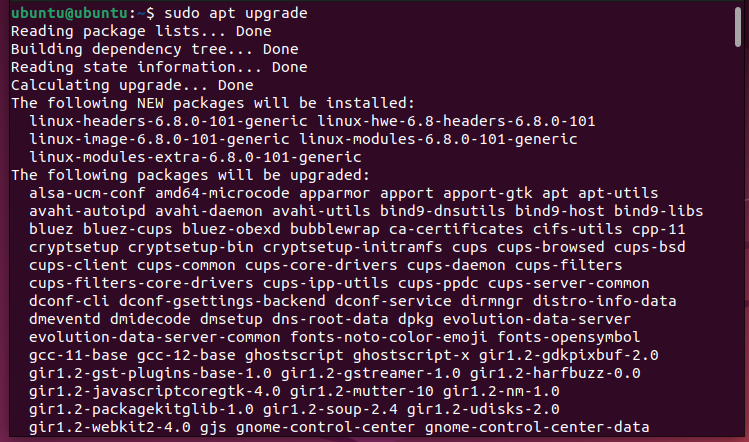 ubuntu@ubuntu:~$ sudo apt upgrade
Reading package lists... Done
Building dependency tree... Done
Reading state information... Done
Calculating upgrade... Done
The following NEW packages will be installed:
  linux-headers-6.8.0-101-generic linux-hwe-6.8-headers-6.8.0-101
  linux-image-6.8.0-101-generic linux-modules-6.8.0-101-generic
  linux-modules-extra-6.8.0-101-generic
The following packages will be upgraded:
  alsa-ucm-conf amd64-microcode apparmor apport apport-gtk apt apt-utils
  avahi-autoipd avahi-daemon avahi-utils bind9-dnsutils bind9-host bind9-libs
  bluez bluez-cups bluez-obexd bubblewrap ca-certificates cifs-utils cpp-11
  cryptsetup cryptsetup-bin cryptsetup-initramfs cups cups-browsed cups-bsd
  cups-client cups-common cups-core-drivers cups-daemon cups-filters
  cups-filters-core-drivers cups-ipp-utils cups-ppdc cups-server-common
  dconf-cli dconf-gsettings-backend dconf-service dirmngr distro-info-data
  dmeventd dmidecode dmsetup dns-root-data dpkg evolution-data-server
  evolution-data-server-common fonts-noto-color-emoji fonts-opensymbol
  gcc-11-base gcc-12-base ghostscript ghostscript-x gir1.2-gdkpixbuf-2.0
  gir1.2-gst-plugins-base-1.0 gir1.2-gstreamer-1.0 gir1.2-harfbuzz-0.0
  gir1.2-javascriptcoregtk-4.0 gir1.2-mutter-10 gir1.2-nm-1.0
  gir1.2-packagekitglib-1.0 gir1.2-soup-2.4 gir1.2-udisks-2.0
  gir1.2-webkit2-4.0 gjs gnome-control-center gnome-control-center-data